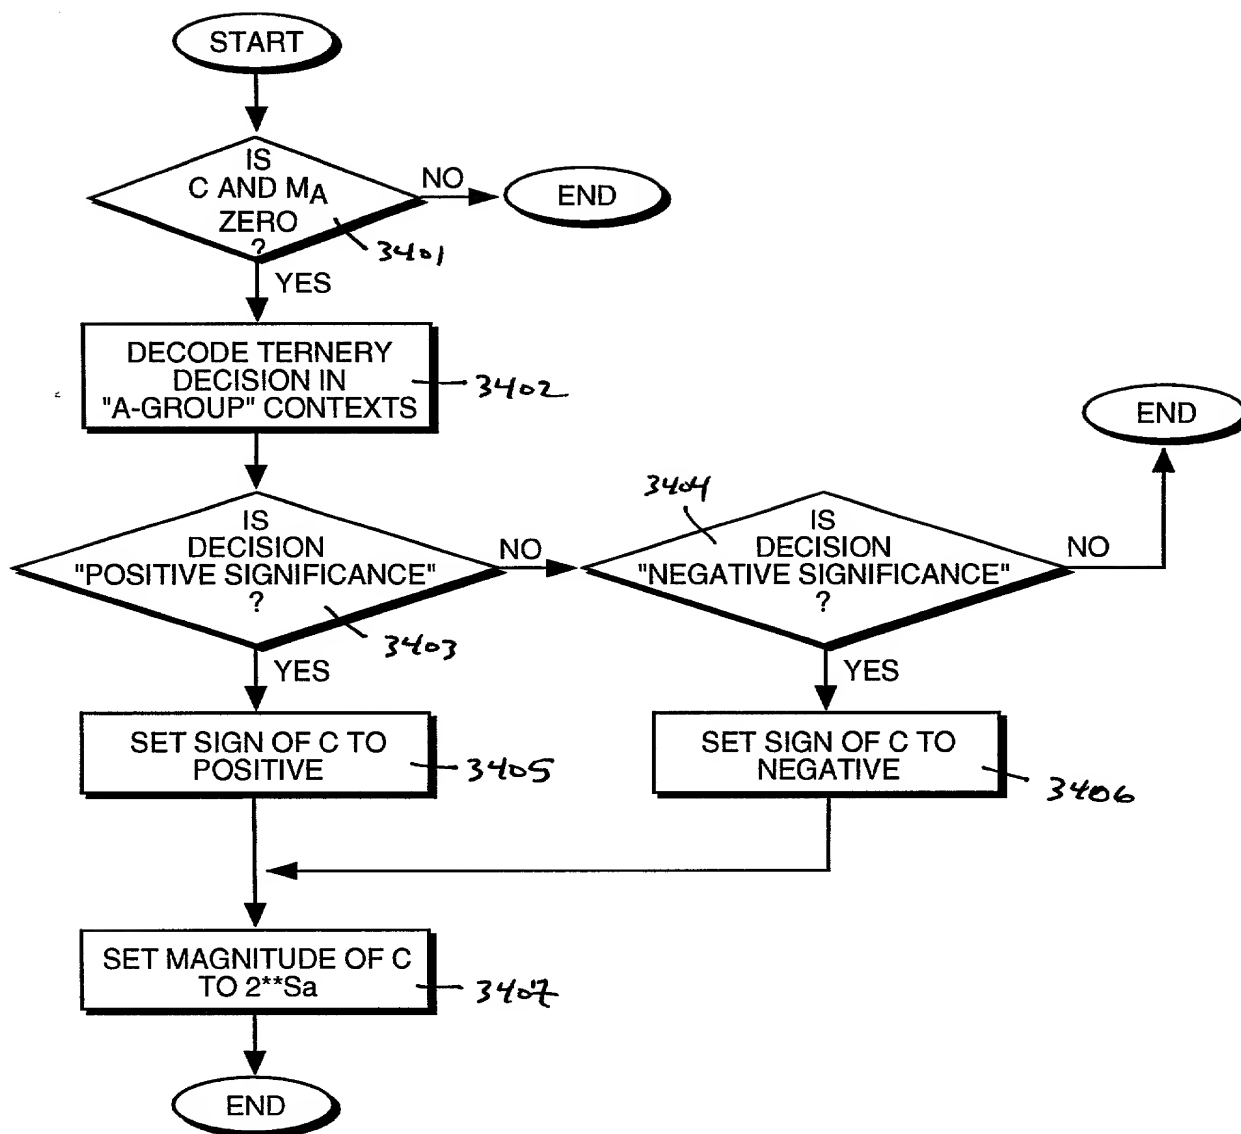 START
IS
C AND MA
ZERO
?
NO
END
3401
YES
DECODE TERNERY
DECISION IN
"A-GROUP" CONTEXTS
3402
END
IS
DECISION
"POSITIVE SIGNIFICANCE"
?
NO
3403
3404
IS
DECISION
"NEGATIVE SIGNIFICANCE"
?
NO
YES
YES
SET SIGN OF C TO
POSITIVE
3405
SET SIGN OF C TO
NEGATIVE
3406
SET MAGNITUDE OF C
TO 2**Sa
3407
END